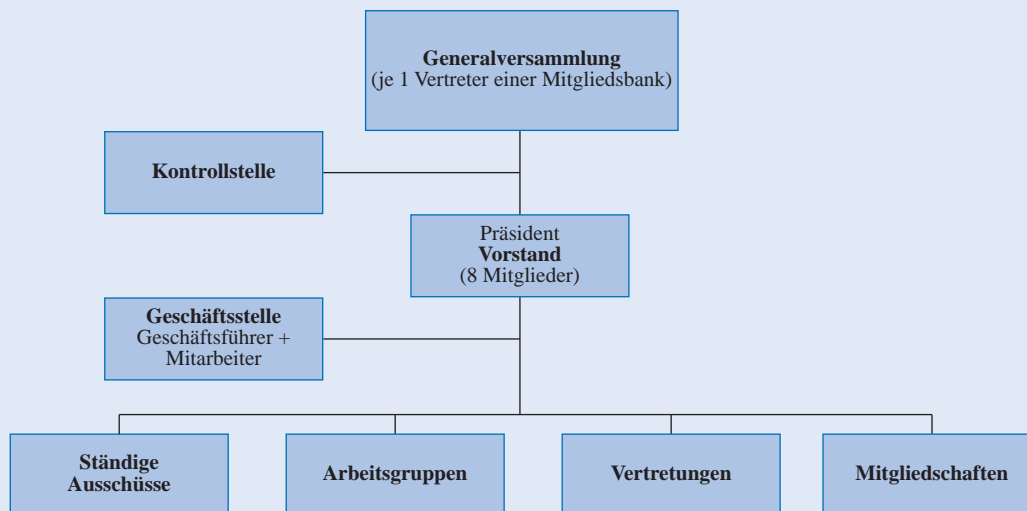 Generalversammlung
(je 1 Vertreter einer Mitgliedsbank)
Kontrollstelle
Präsident
Vorstand
(8 Mitglieder)
Geschäftsstelle
Geschäftsführer +
Mitarbeiter
Ständige
Ausschüsse
Arbeitsgruppen
Vertretungen
Mitgliedschaften